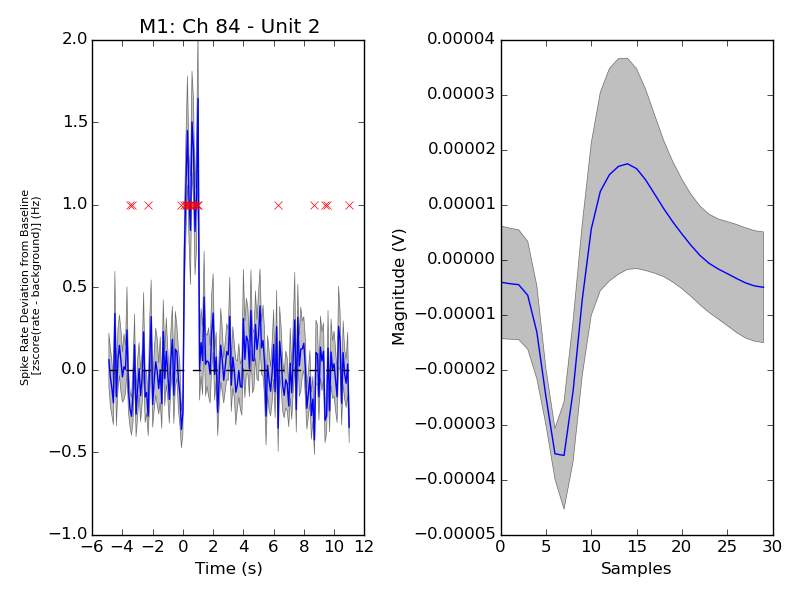 M1: Ch 84 - Unit 2
2.0
1.5
1.0
0.5
0.0
−0.5
−1.0
−6 −4 −2 0 2 4 6 8 10 12
Time (s)
Spike Rate Deviation from Baseline
[zscore(rate - background)] (Hz)
0.00004
0.00003
0.00002
0.00001
0.00000
−0.00001
−0.00002
−0.00003
−0.00004
−0.00005
0 5 10 15 20 25 30
Samples
Magnitude (V)